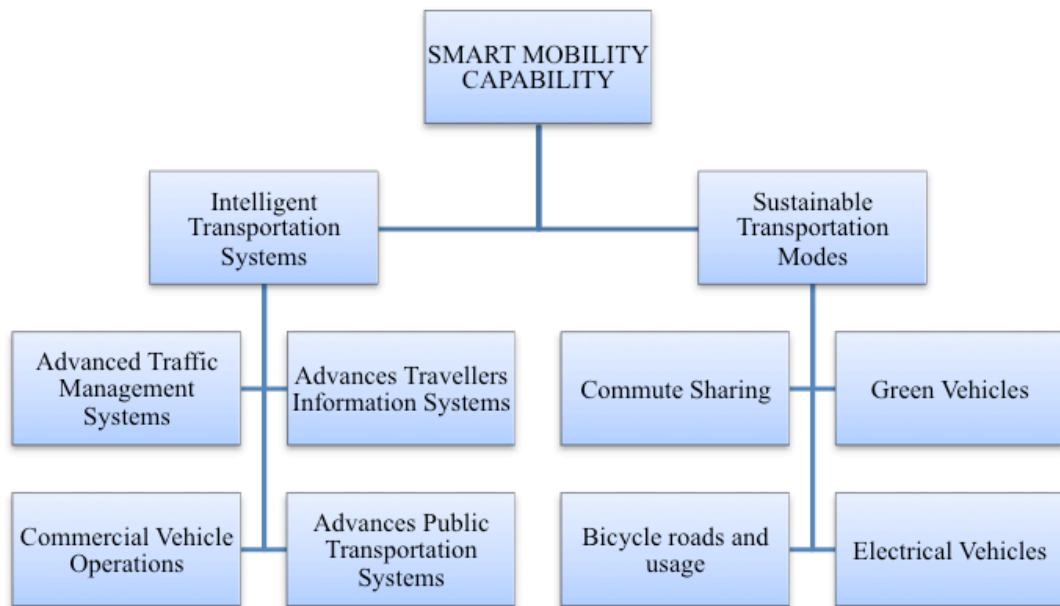 SMART MOBILITY
CAPABILITY
Intelligent
Transportation
Systems
Sustainable
Transportation
Modes
Advanced Traffic
Management
Systems
Advances Travellers
Information Systems
Commute Sharing
Green Vehicles
Commercial Vehicle
Operations
Advances Public
Transportation
Systems
Bicycle roads and
usage
Electrical Vehicles